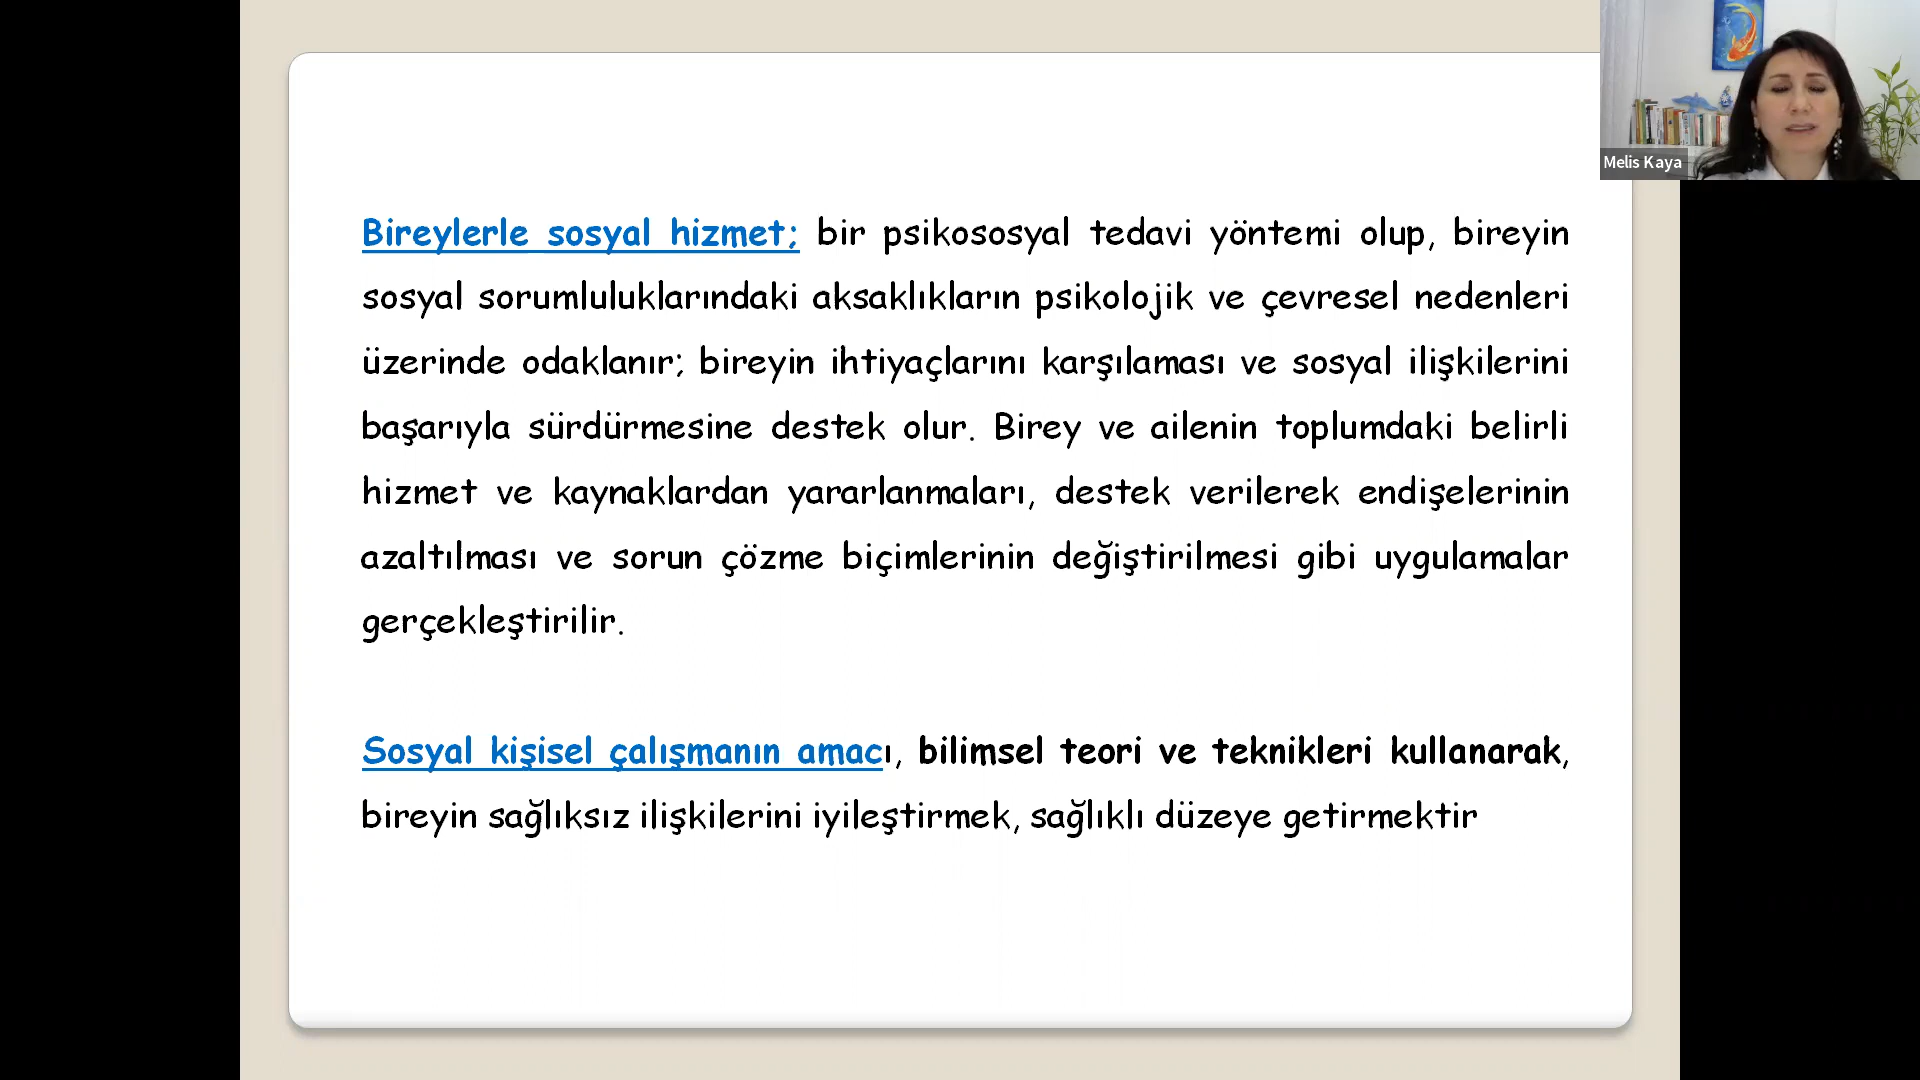 Bireylerle sosyal hizmet; bir psikososyal tedavi yöntemi olup, bireyin
sosyal sorumluluklarındaki aksaklıkların psikolojik ve çevresel nedenleri
üzerinde odaklanır; bireyin ihtiyaçlarını karşılaması ve sosyal ilişkilerini
başarıyla sürdürmesine destek olur. Birey ve ailenin toplumdaki belirli
hizmet ve kaynaklardan yararlanmaları, destek verilerek endişelerinin
azaltılması ve sorun çözme biçimlerinin değiştirilmesi gibi uygulamalar
gerçekleştirilir.
Sosyal kişisel çalışmanın amacı, bilimsel teori ve teknikleri kullanarak,
bireyin sağlıksız ilişkilerini iyileştirmek, sağlıklı düzeye getirmektir
Melis Kaya